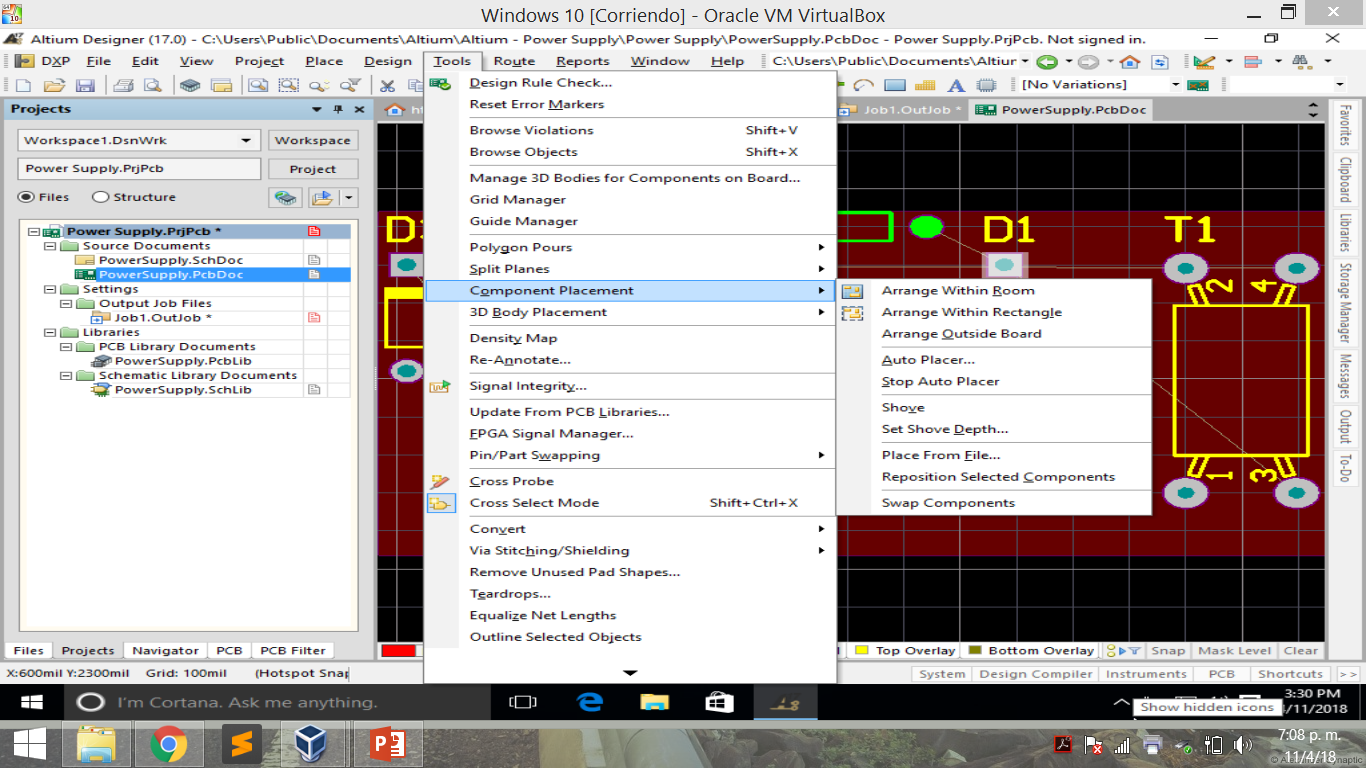 Windows 10 [Corriendo] - Oracle VM VirtualBox
Altium Designer (17.0) - C:\Users\Public\Documents\Altium\Altium - Power Supply\Power Supply\PowerSupply.PcbDoc - Power Supply.PrjPcb. Not signed in.
DXP File Edit View Project Place Design Tools Route Reports Window Help C:\Users\Public\Documents\Altiur
[No Variations]
Projects
Job1.OutJob *
PowerSupply.PcbDoc
Workspace1.DsnWrk
Workspace
Power Supply.PrjPcb
Project
Files
Structure
Power Supply.PrjPcb *
Source Documents
PowerSupply.SchDoc
PowerSupply.PcbDoc
Settings
Output Job Files
Job1.OutJob *
Libraries
PCB Library Documents
PowerSupply.PcbLib
Schematic Library Documents
PowerSupply.SchLib
Files Projects Navigator PCB PCB Filter
X:600mil Y:2300mil Grid: 100mil (Hotspot Snap
Design Rule Check...
Reset Error Markers
Browse Violations Shift+V
Browse Objects Shift+X
Manage 3D Bodies for Components on Board...
Grid Manager
Guide Manager
Polygon Pours
Split Planes
Component Placement
3D Body Placement
Density Map
Re-Annotate...
Signal Integrity...
Update From PCB Libraries...
FPGA Signal Manager...
Pin/Part Swapping
Cross Probe
Cross Select Mode Shift+Ctrl+X
Convert
Via Stitching/Shielding
Remove Unused Pad Shapes...
Teardrops...
Equalize Net Lengths
Outline Selected Objects
Arrange Within Room
Arrange Within Rectangle
Arrange Outside Board
Auto Placer...
Stop Auto Placer
Shove
Set Shove Depth...
Place From File...
Reposition Selected Components
Swap Components
D1
T1
2
4
1
3
Favorites
Clipboard
Libraries
Storage Manager
Messages
Output
To-Do
Top Overlay Bottom Overlay Snap Mask Level Clear
System Design Compiler Instruments PCB Shortcuts >>
I'm Cortana. Ask me anything.
3:30 PM
Show hidden icons
/11/2018
7:08 p. m.
11/4/18